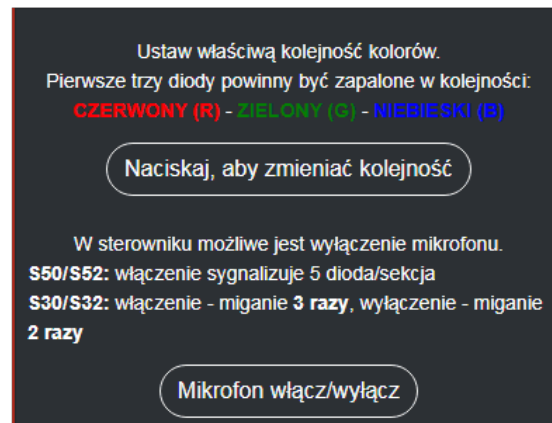 Ustaw właściwą kolejność kolorów.
Pierwsze trzy diody powinny być zapalone w kolejności:
CZERWONY (R) - ZIELONY (G) - NIEBIESKI (B)
Naciskaj, aby zmieniać kolejność
W sterowniku możliwe jest wyłączenie mikrofonu.
S50/S52: włączenie sygnalizuje 5 dioda/sekcja
S30/S32: włączenie - miganie 3 razy, wyłączenie - miganie
2 razy
Mikrofon włącz/wyłącz